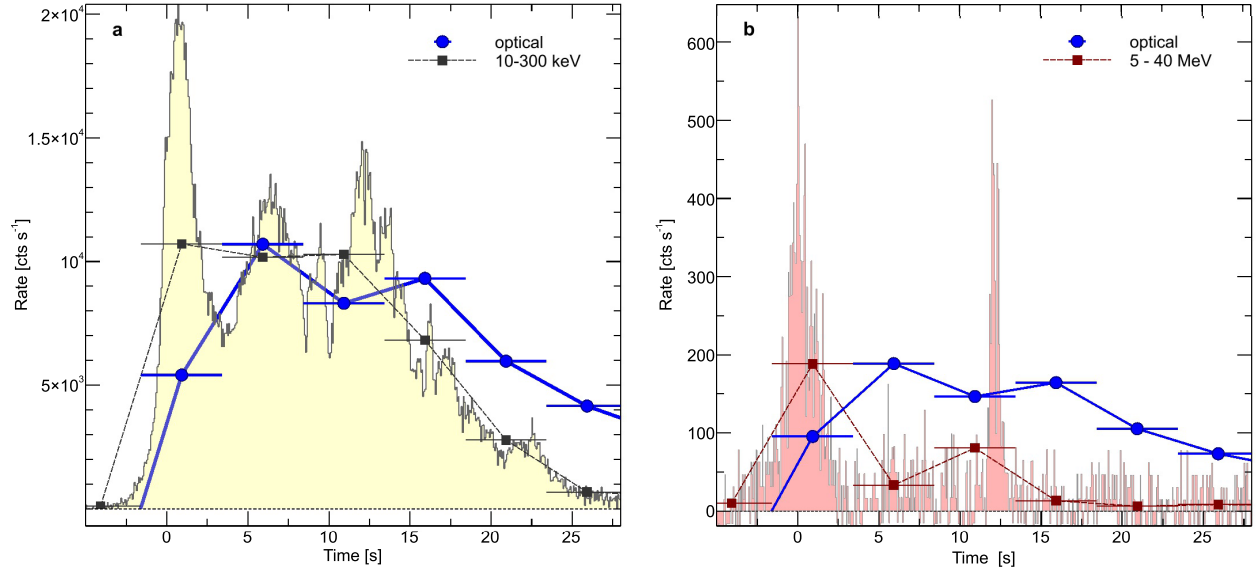 a
optical
10-300 keV
2×10⁴
1.5×10⁴
10⁴
5×10³
Rate [cts s⁻¹]
0 5 10 15 20 25
Time [s]
b
optical
5 - 40 MeV
600
500
400
300
200
100
0
Rate [cts s⁻¹]
0 5 10 15 20 25
Time [s]